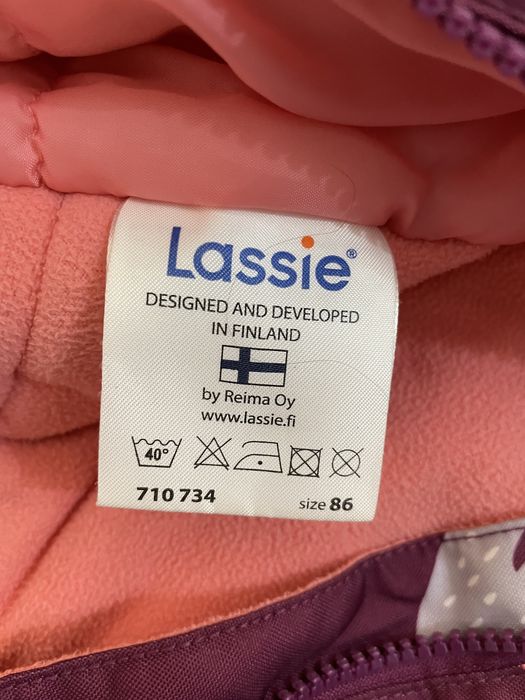 Lassie®
DESIGNED AND DEVELOPED
IN FINLAND
by Reima Oy
www.lassie.fi
40°
710 734
size 86